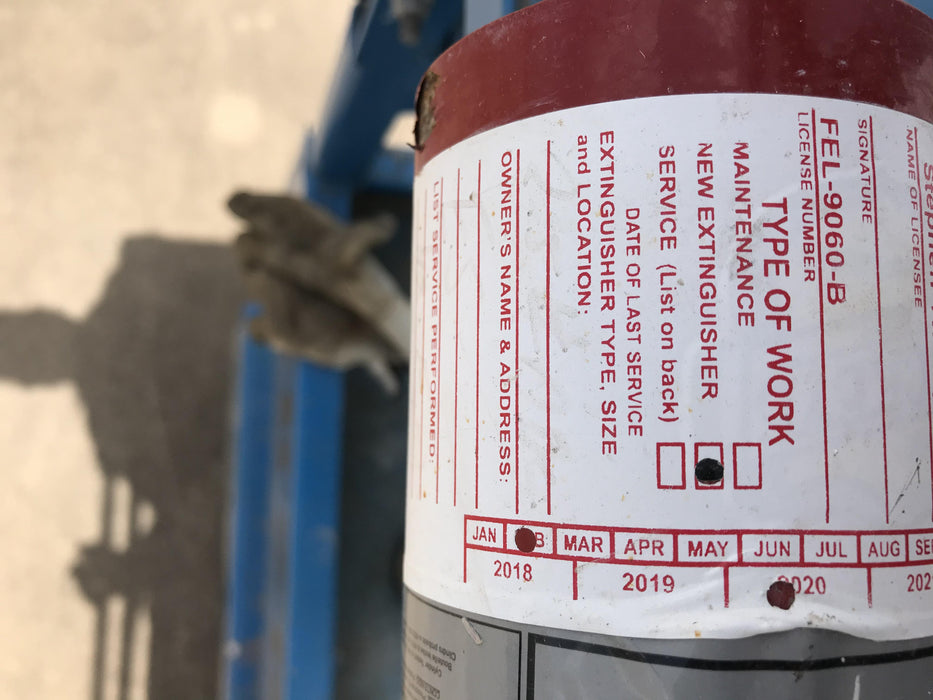 NAME OF LICENSEE
SIGNATURE
FEL-9060-B
LICENSE NUMBER
TYPE OF WORK
MAINTENANCE
NEW EXTINGUISHER
SERVICE (List on back)
DATE OF LAST SERVICE
EXTINGUISHER TYPE, SIZE
and LOCATION:
OWNER'S NAME & ADDRESS:
LIST SERVICE PERFORMED:
JAN MAR APR MAY JUN JUL AUG
2018 2019